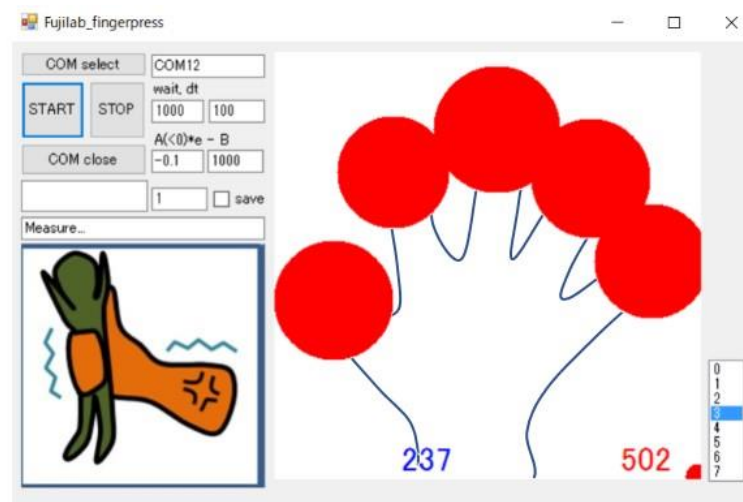 Fujilab_fingerpress
COM select COM12
wait, dt
START STOP 1000 100
A(<0)*e - B
COM close -0.1 1000
1 save
Measure...
237 502
0
1
2
3
4
5
6
7